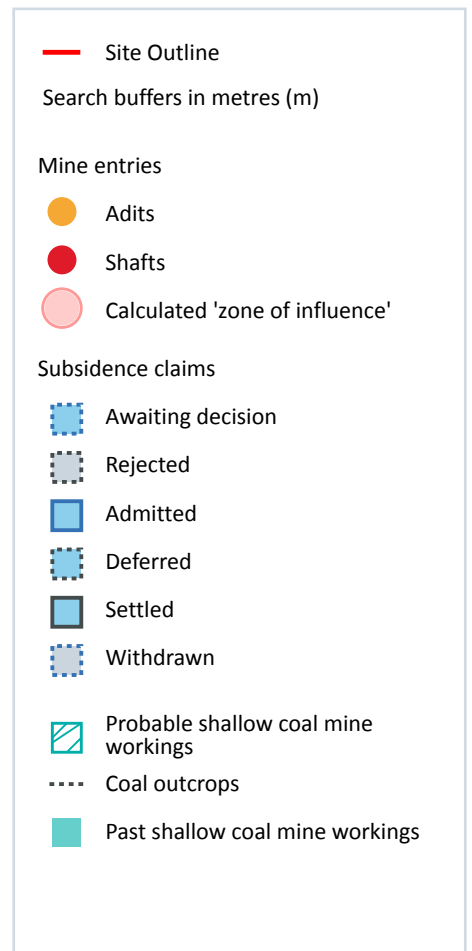 Site Outline
Search buffers in metres (m)
Mine entries
Adits
Shafts
Calculated 'zone of influence'
Subsidence claims
Awaiting decision
Rejected
Admitted
Deferred
Settled
Withdrawn
Probable shallow coal mine
workings
Coal outcrops
Past shallow coal mine workings